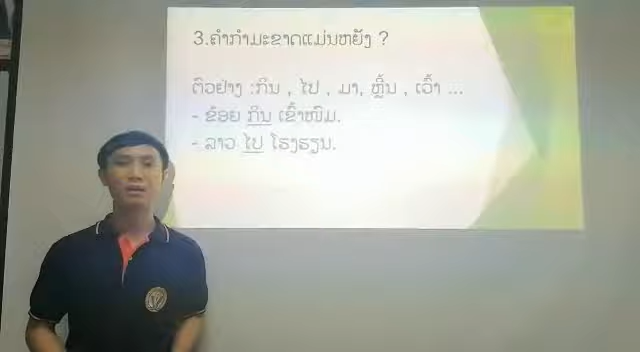 3.ຄຳກຳມະຂາດແມ່ນຫຍັງ ?
ຕົວຢ່າງ :ກິນ , ໄປ , ມາ, ຫຼິ້ນ , ເວົ້າ ...
- ຂ້ອຍ ກິນ ເຂົ້າໜົມ.
- ລາວ ໄປ ໂຮງຮຽນ.